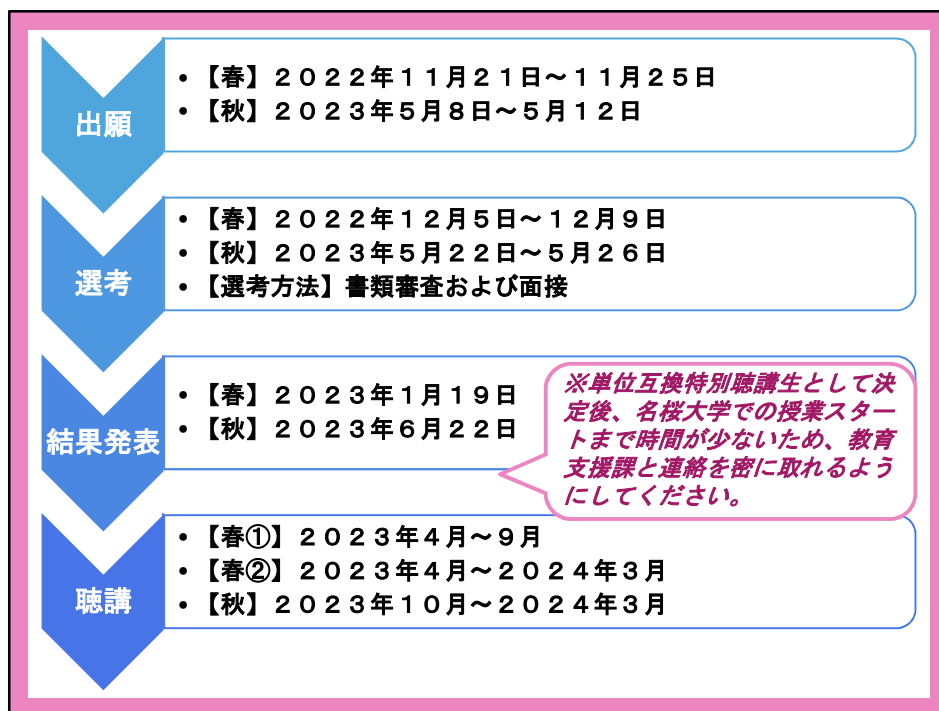 出願
• 【春】２０２２年１１月２１日～１１月２５日
• 【秋】２０２３年５月８日～５月１２日
選考
• 【春】２０２２年１２月５日～１２月９日
• 【秋】２０２３年５月２２日～５月２６日
• 【選考方法】書類審査および面接
結果発表
• 【春】２０２３年１月１９日
• 【秋】２０２３年６月２２日
※単位互換特別聴講生として決
定後、名桜大学での授業スター
トまで時間が少ないため、教育
支援課と連絡を密に取れるよう
にしてください。
聴講
• 【春①】２０２３年４月～９月
• 【春②】２０２３年４月～２０２４年３月
• 【秋】２０２３年１０月～２０２４年３月